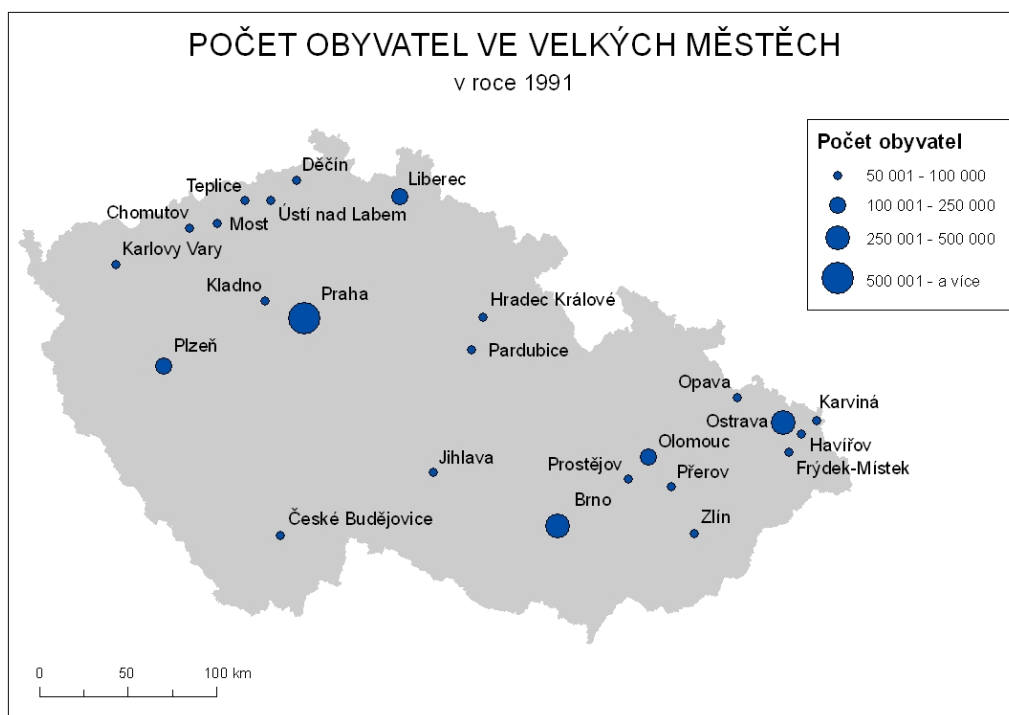 POČET OBYVATEL VE VELKÝCH MĚSTĚCH
v roce 1991
Počet obyvatel
50 001 - 100 000
100 001 - 250 000
250 001 - 500 000
500 001 - a více
Děčín
Teplice
Liberec
Chomutov
Most
Ústí nad Labem
Karlovy Vary
Kladno
Praha
Hradec Králové
Plzeň
Pardubice
Opava
Karviná
Ostrava
Havířov
Olomouc
Frýdek-Místek
Jihlava
Prostějov
Přerov
Brno
České Budějovice
Zlín
0 50 100 km